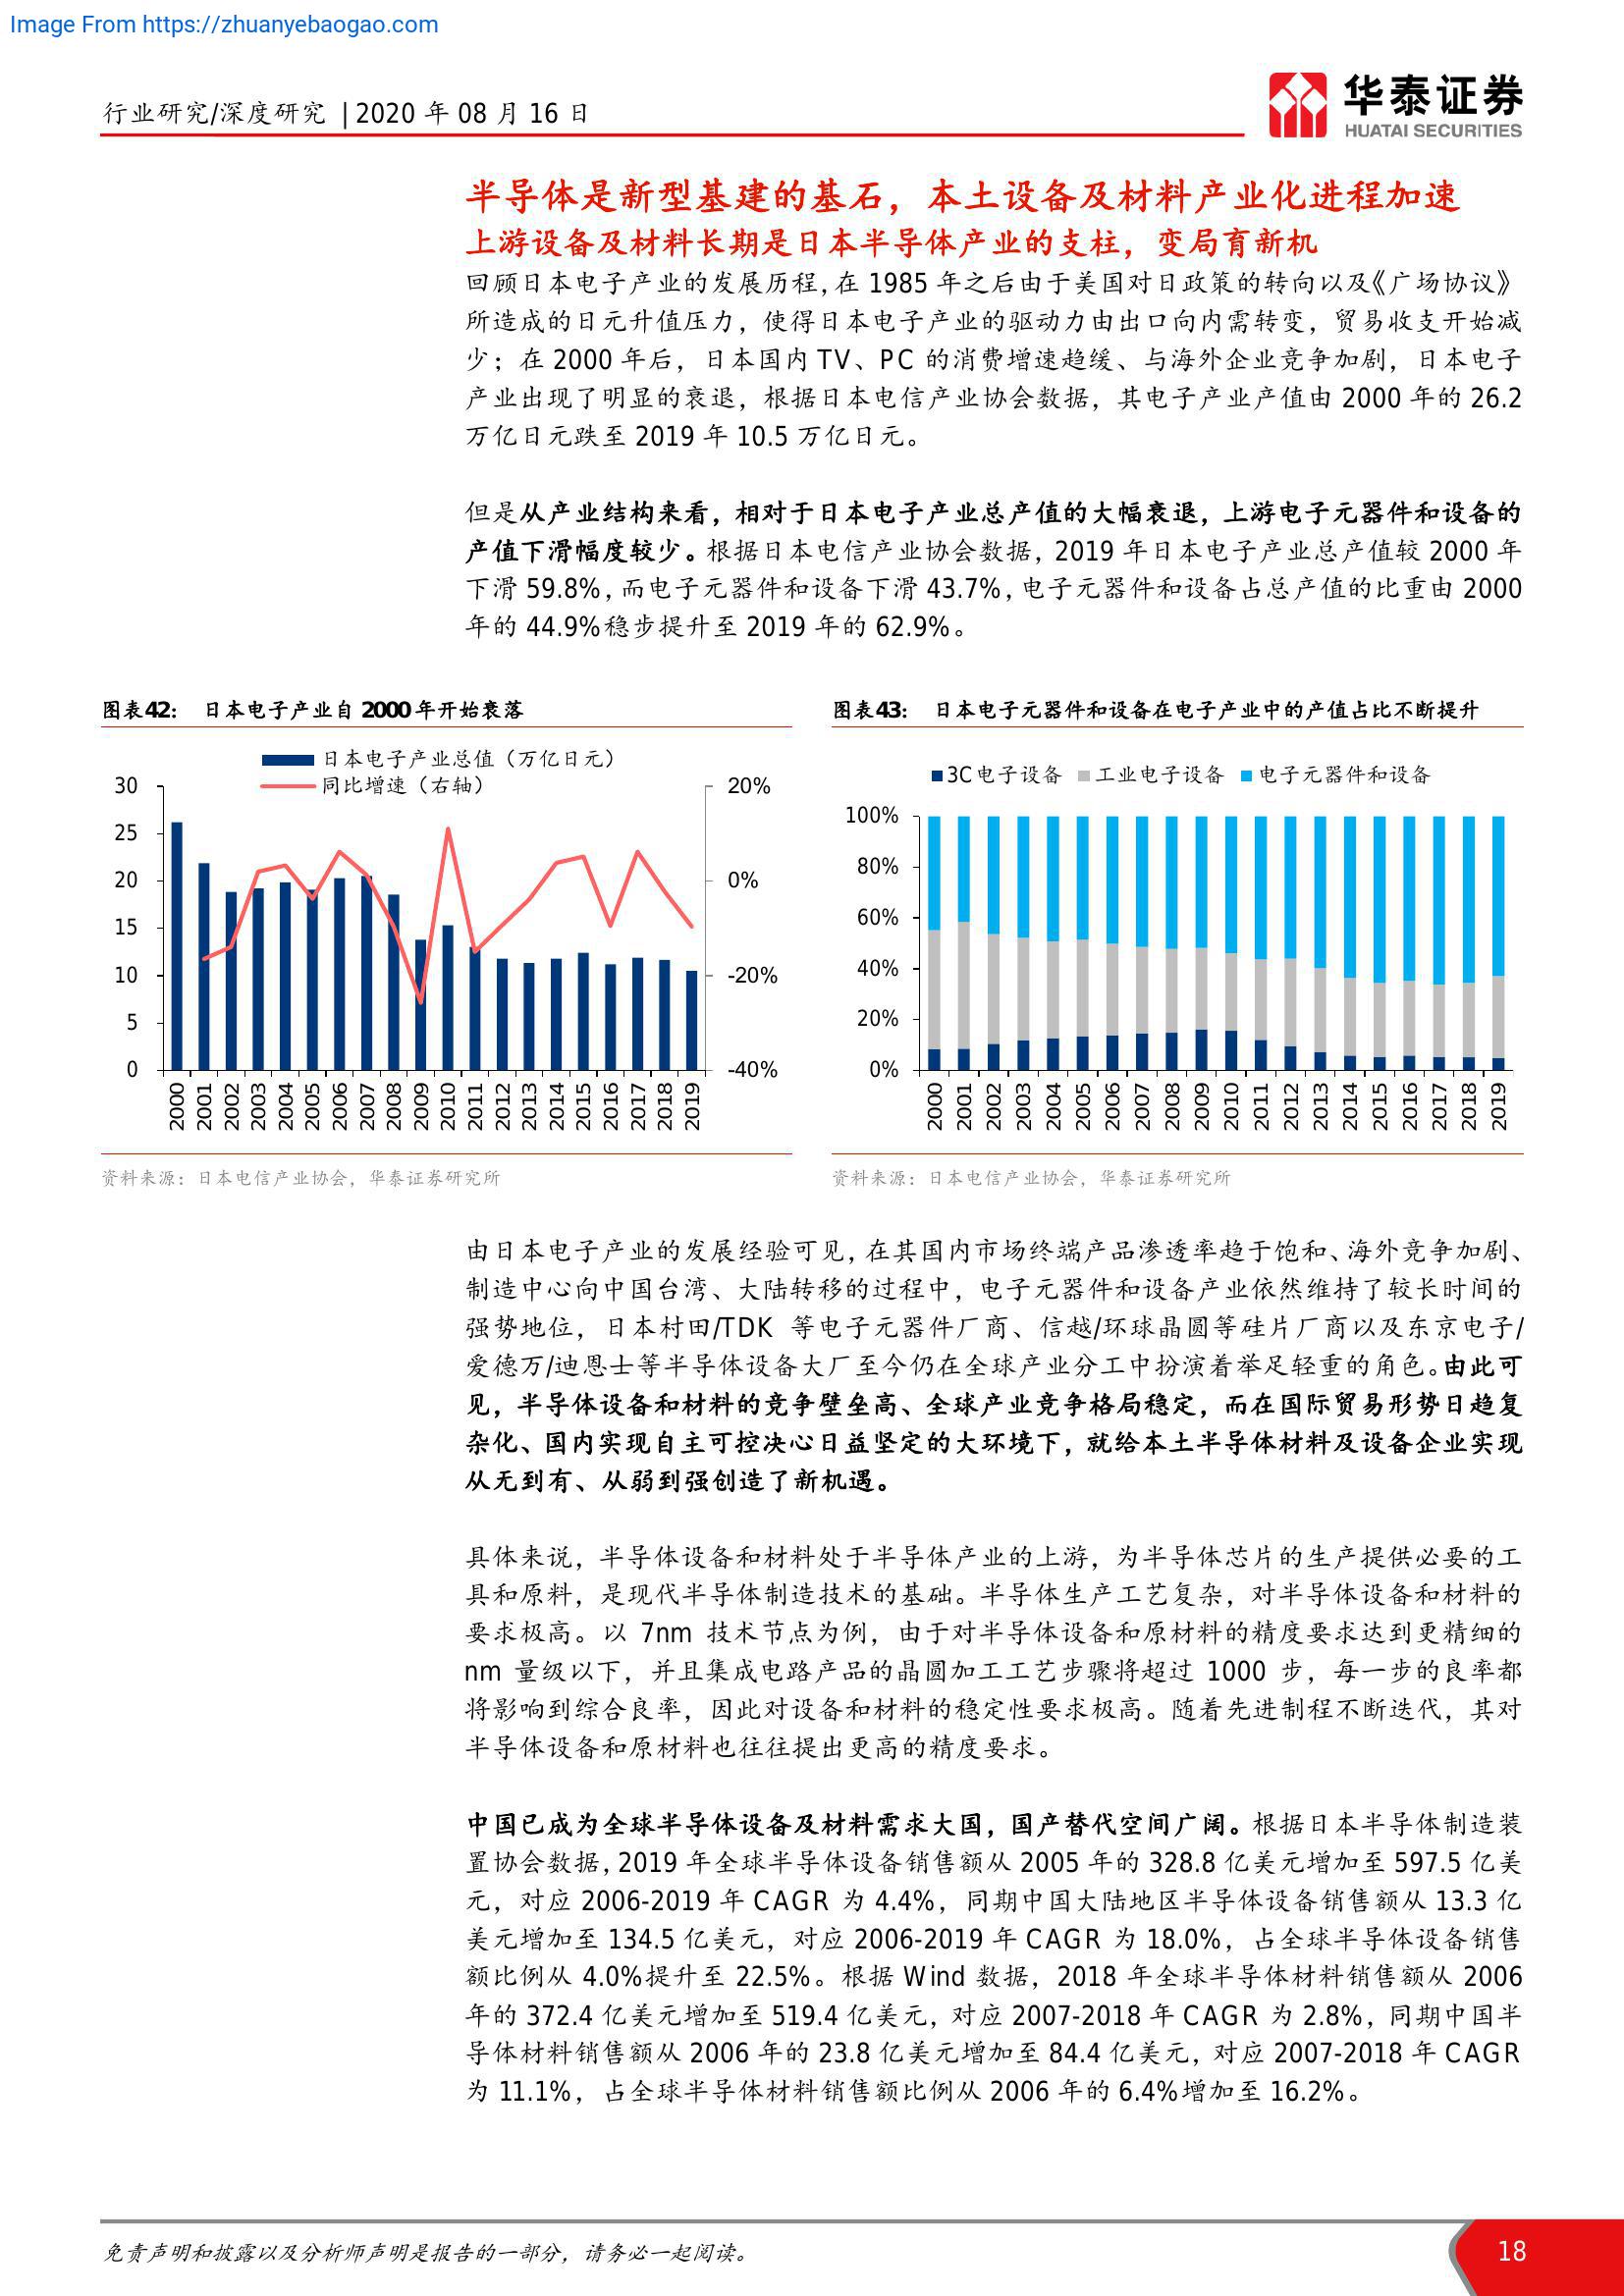 Image From https://zhuanyebaogao.com
行业研究/深度研究 | 2020 年 08 月 16 日
华泰证券
HUATAI SECURITIES
半导体是新型基建的基石，本土设备及材料产业化进程加速
上游设备及材料长期是日本半导体产业的支柱，变局育新机
回顾日本电子产业的发展历程，在 1985 年之后由于美国对日政策的转向以及《广场协议》
所造成的日元升值压力，使得日本电子产业的驱动力由出口向内需转变，贸易收支开始减
少；在 2000 年后，日本国内 TV、PC 的消费增速趋缓、与海外企业竞争加剧，日本电子
产业出现了明显的衰退，根据日本电信产业协会数据，其电子产业产值由 2000 年的 26.2
万亿日元跌至 2019 年 10.5 万亿日元。
但是从产业结构来看，相对于日本电子产业总产值的大幅衰退，上游电子元器件和设备的
产值下滑幅度较少。根据日本电信产业协会数据，2019 年日本电子产业总产值较 2000 年
下滑 59.8%，而电子元器件和设备下滑 43.7%，电子元器件和设备占总产值的比重由 2000
年的 44.9%稳步提升至 2019 年的 62.9%。
图表42： 日本电子产业自 2000 年开始衰落
日本电子产业总值（万亿日元）
同比增速（右轴）
30
25
20
15
10
5
0
20%
0%
-20%
-40%
2000 2001 2002 2003 2004 2005 2006 2007 2008 2009 2010 2011 2012 2013 2014 2015 2016 2017 2018 2019
资料来源：日本电信产业协会，华泰证券研究所
图表43： 日本电子元器件和设备在电子产业中的产值占比不断提升
3C 电子设备 工业电子设备 电子元器件和设备
100%
80%
60%
40%
20%
0%
2000 2001 2002 2003 2004 2005 2006 2007 2008 2009 2010 2011 2012 2013 2014 2015 2016 2017 2018 2019
资料来源：日本电信产业协会，华泰证券研究所
由日本电子产业的发展经验可见，在其国内市场终端产品渗透率趋于饱和、海外竞争加剧、
制造中心向中国台湾、大陆转移的过程中，电子元器件和设备产业依然维持了较长时间的
强势地位，日本村田/TDK 等电子元器件厂商、信越/环球晶圆等硅片厂商以及东京电子/
爱德万/迪恩士等半导体设备大厂至今仍在全球产业分工中扮演着举足轻重的角色。由此可
见，半导体设备和材料的竞争壁垒高、全球产业竞争格局稳定，而在国际贸易形势日趋复
杂化、国内实现自主可控决心日益坚定的大环境下，就给本土半导体材料及设备企业实现
从无到有、从弱到强创造了新机遇。
具体来说，半导体设备和材料处于半导体产业的上游，为半导体芯片的生产提供必要的工
具和原料，是现代半导体制造技术的基础。半导体生产工艺复杂，对半导体设备和材料的
要求极高。以 7nm 技术节点为例，由于对半导体设备和原材料的精度要求达到更精细的
nm 量级以下，并且集成电路产品的晶圆加工工艺步骤将超过 1000 步，每一步的良率都
将影响到综合良率，因此对设备和材料的稳定性要求极高。随着先进制程不断迭代，其对
半导体设备和原材料也往往提出更高的精度要求。
中国已成为全球半导体设备及材料需求大国，国产替代空间广阔。根据日本半导体制造装
置协会数据，2019 年全球半导体设备销售额从 2005 年的 328.8 亿美元增加至 597.5 亿美
元，对应 2006-2019 年 CAGR 为 4.4%，同期中国大陆地区半导体设备销售额从 13.3 亿
美元增加至 134.5 亿美元，对应 2006-2019 年 CAGR 为 18.0%，占全球半导体设备销售
额比例从 4.0%提升至 22.5%。根据 Wind 数据，2018 年全球半导体材料销售额从 2006
年的 372.4 亿美元增加至 519.4 亿美元，对应 2007-2018 年 CAGR 为 2.8%，同期中国半
导体材料销售额从 2006 年的 23.8 亿美元增加至 84.4 亿美元，对应 2007-2018 年 CAGR
为 11.1%，占全球半导体材料销售额比例从 2006 年的 6.4%增加至 16.2%。
免责声明和披露以及分析师声明是报告的一部分，请务必一起阅读。
18